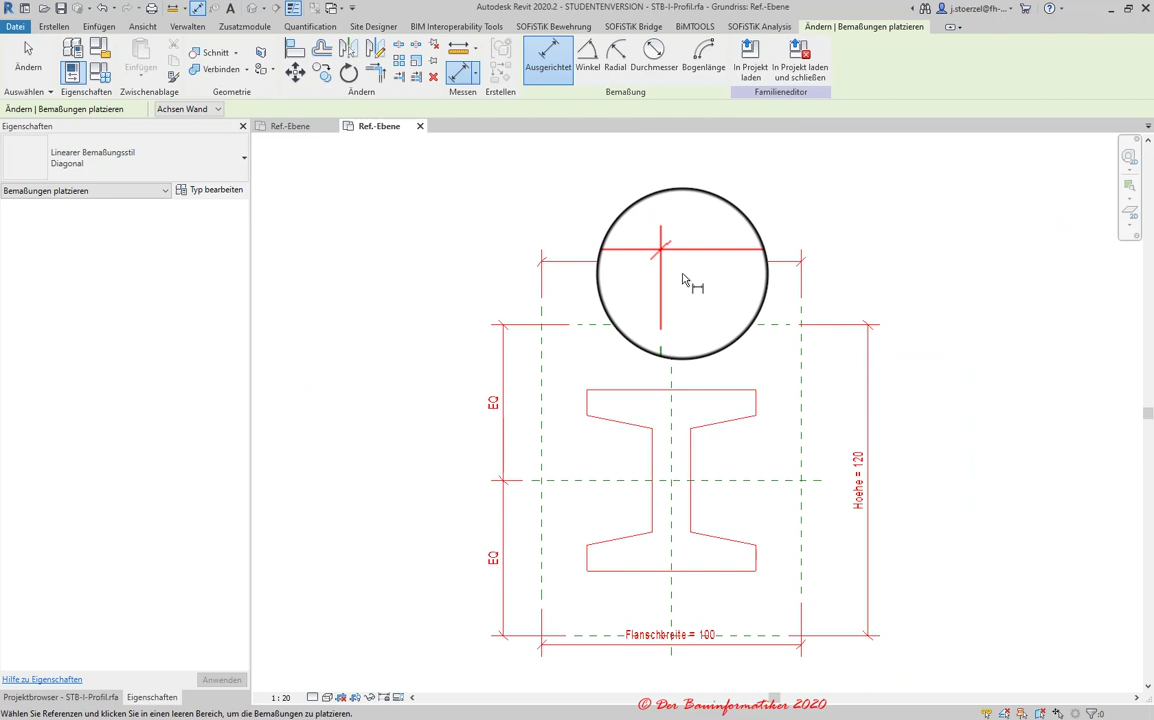 Autodesk Revit 2020.2 - STUDENTENVERSION - STB-I-Profil.rfa - Grundriss: Ref.-Ebene
j.stoerzel@fh-...
Datei Erstellen Einfügen Ansicht Verwalten Zusatzmodule Quantification Site Designer BIM Interoperability Tools SOFiSTiK Bewehrung SOFiSTiK Bridge BiMTOOLS SOFiSTiK Analysis Ändern | Bemaßungen platzieren
Schnitt
Verbinden
Ändern
Einfügen
Ausgerichtet Winkel Radial Durchmesser Bogenlänge
In Projekt laden
In Projekt laden und schließen
Auswählen Eigenschaften Zwischenablage Geometrie Ändern Messen Erstellen Bemaßung Familieneditor
Ändern | Bemaßungen platzieren
Achsen Wand
Eigenschaften
Ref.-Ebene
Ref.-Ebene
Linearer Bemaßungsstil
Diagonal
Bemaßungen platzieren
Typ bearbeiten
EQ
EQ
Hoehe = 120
Flanschbreite = 100
Hilfe zu Eigenschaften
Anwenden
Projektbrowser - STB-I-Profil.rfa
Eigenschaften
1 : 20
© Der Bauinformatiker 2020
Wählen Sie Referenzen und klicken Sie in einen leeren Bereich, um die Bemaßungen zu platzieren.
:0